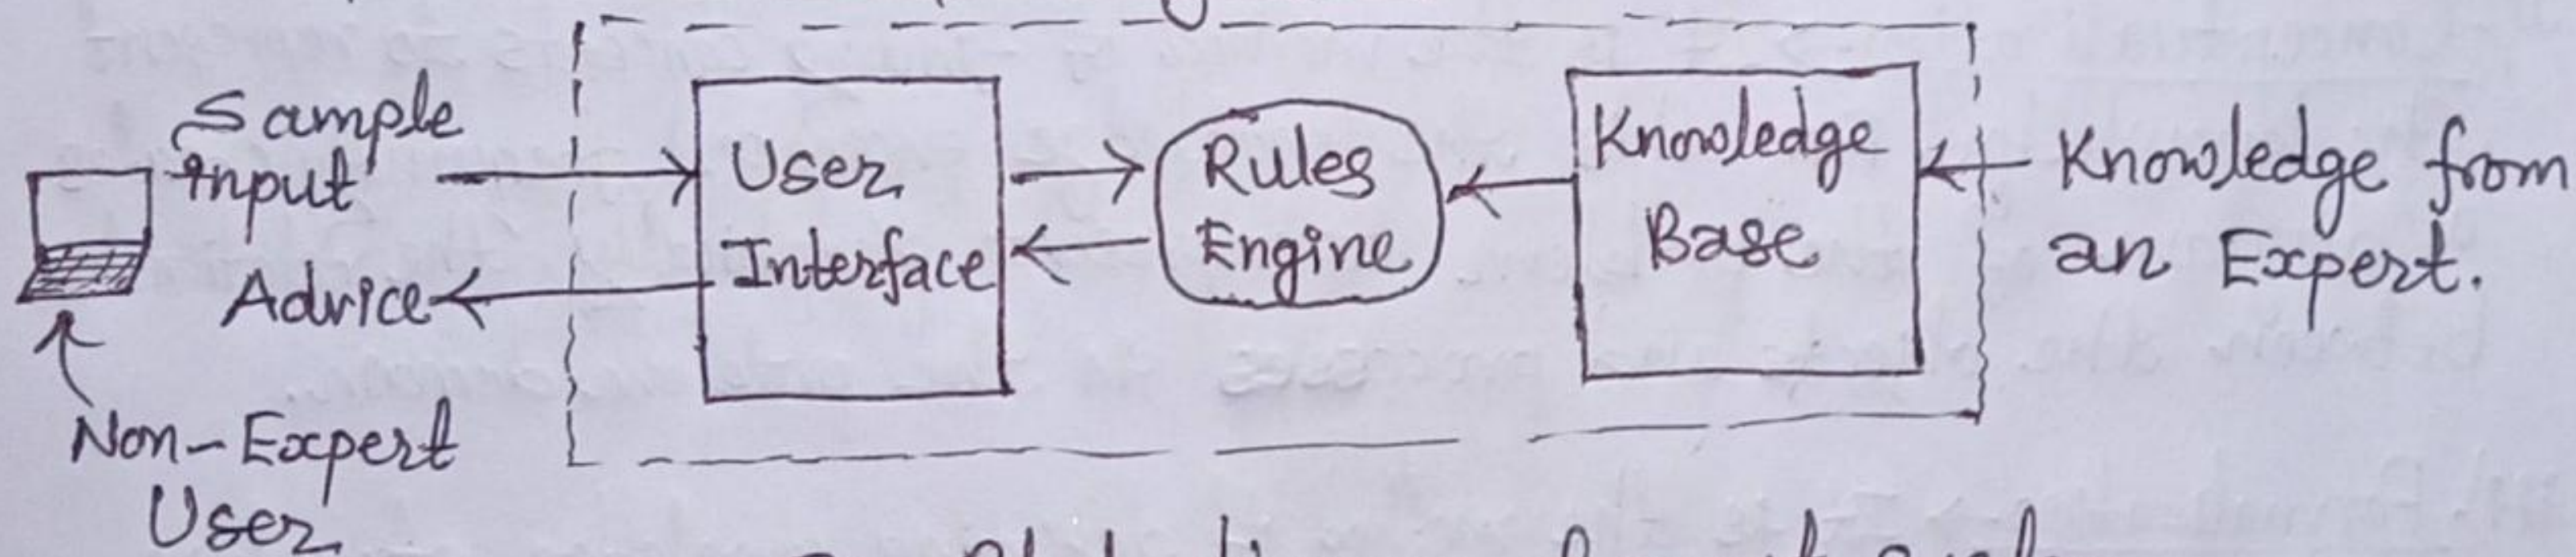 Sample
input
Advice
Non-Expert
User
User
Interface
Rules
Engine
Knowledge
Base
Knowledge from
an Expert.